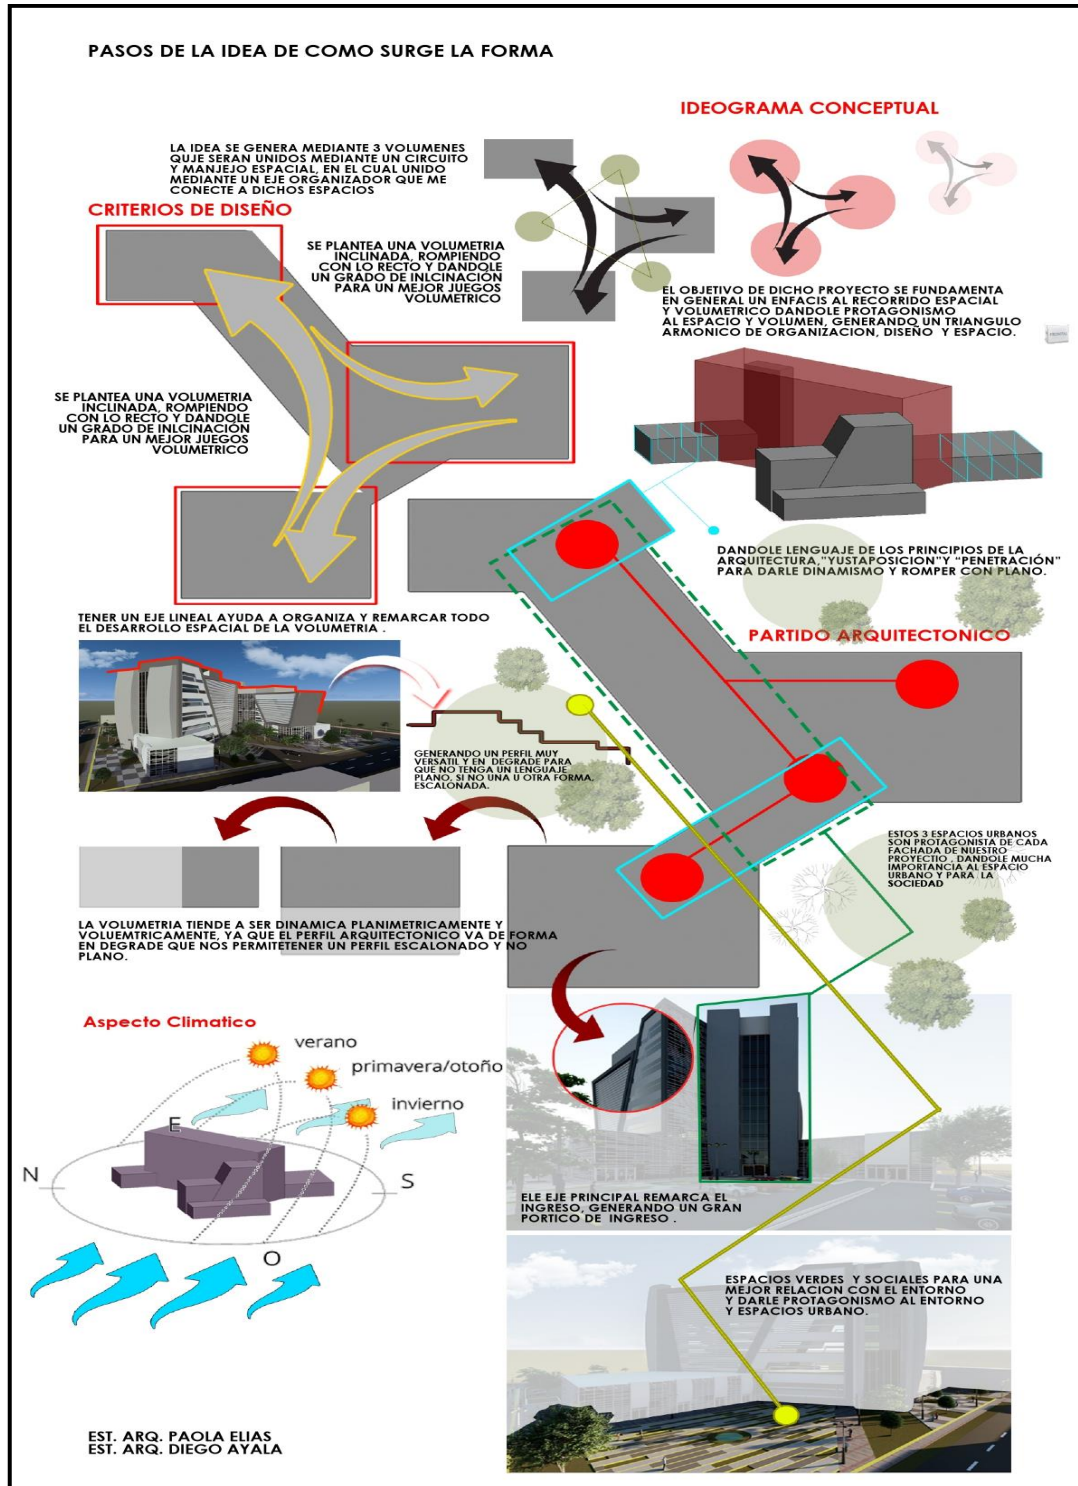 PASOS DE LA IDEA DE COMO SURGE LA FORMA
IDEOGRAMA CONCEPTUAL
LA IDEA SE GENERA MEDIANTE 3 VOLUMENES
QUJE SERAN UNIDOS MEDIANTE UN CIRCUITO
Y MANJEJO ESPACIAL, EN EL CUAL UNIDO
MEDIANTE UN EJE ORGANIZADOR QUE ME
CONECTE A DICHOS ESPACIOS
CRITERIOS DE DISEÑO
SE PLANTEA UNA VOLUMETRIA
INCLINADA, ROMPIENDO
CON LO RECTO Y DANDOLE
UN GRADO DE INLCINACIÓN
PARA UN MEJOR JUEGOS
VOLUMETRICO
EL OBJETIVO DE DICHO PROYECTO SE FUNDAMENTA
EN GENERAL UN ENFACIS AL RECORRIDO ESPACIAL
Y VOLUMETRICO DANDOLE PROTAGONISMO
AL ESPACIO Y VOLUMEN, GENERANDO UN TRIANGULO
ARMONICO DE ORGANIZACION, DISEÑO Y ESPACIO.
SE PLANTEA UNA VOLUMETRIA
INCLINADA, ROMPIENDO
CON LO RECTO Y DANDOLE
UN GRADO DE INLCINACIÓN
PARA UN MEJOR JUEGOS
VOLUMETRICO
DANDOLE LENGUAJE DE LOS PRINCIPIOS DE LA
ARQUITECTURA,"YUSTAPOSICION"Y "PENETRACIÓN"
PARA DARLE DINAMISMO Y ROMPER CON PLANO.
TENER UN EJE LINEAL AYUDA A ORGANIZA Y REMARCAR TODO
EL DESARROLLO ESPACIAL DE LA VOLUMETRIA .
PARTIDO ARQUITECTONICO
GENERANDO UN PERFIL MUY
VERSATIL Y EN DEGRADE PARA
QUE NO TENGA UN LENGUAJE
PLANO, SI NO UNA U OTRA FORMA,
ESCALONADA.
ESTOS 3 ESPACIOS URBANOS
SON PROTAGONISTA DE CADA
FACHADA DE NUESTRO
PROYECTIO , DANDOLE MUCHA
IMPORTANCIA AL ESPACIO
URBANO Y PARA LA
SOCIEDAD
LA VOLUMETRIA TIENDE A SER DINAMICA PLANIMETRICAMENTE Y
VOLUEMTRICAMENTE, YA QUE EL PERFIL ARQUITECTONICO VA DE FORMA
EN DEGRADE QUE NOS PERMITETENER UN PERFIL ESCALONADO Y NO
PLANO.
Aspecto Climatico
verano
primavera/otoño
invierno
E
N
S
O
ELE EJE PRINCIPAL REMARCA EL
INGRESO, GENERANDO UN GRAN
PORTICO DE INGRESO .
ESPACIOS VERDES Y SOCIALES PARA UNA
MEJOR RELACION CON EL ENTORNO
Y DARLE PROTAGONISMO AL ENTORNO
Y ESPACIOS URBANO.
EST. ARQ. PAOLA ELIAS
EST. ARQ. DIEGO AYALA